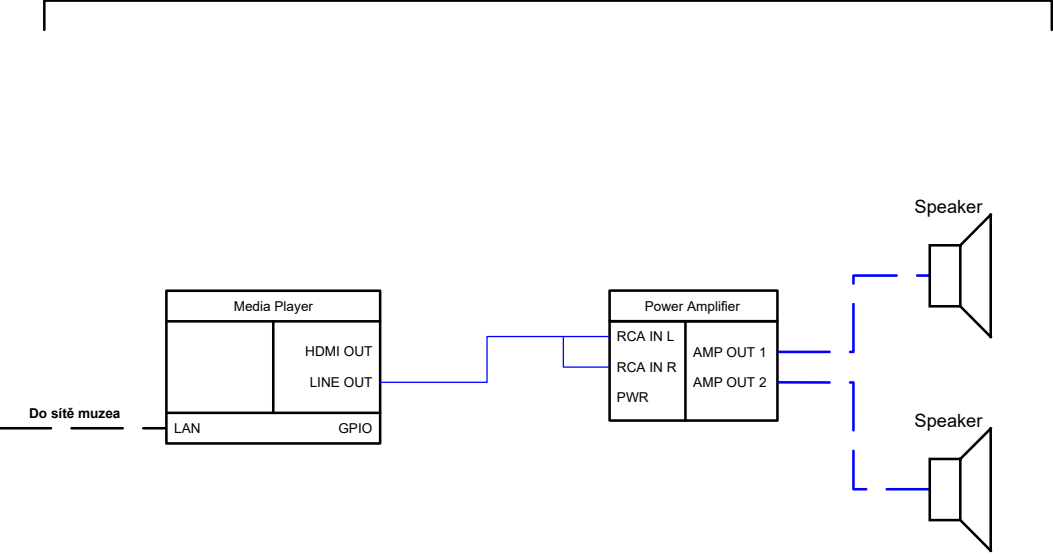 Speaker
Media Player
Power Amplifier
RCA IN L
HDMI OUT
AMP OUT 1
RCA IN R
LINE OUT
AMP OUT 2
PWR
Do sítě muzea
LAN
GPIO
Speaker